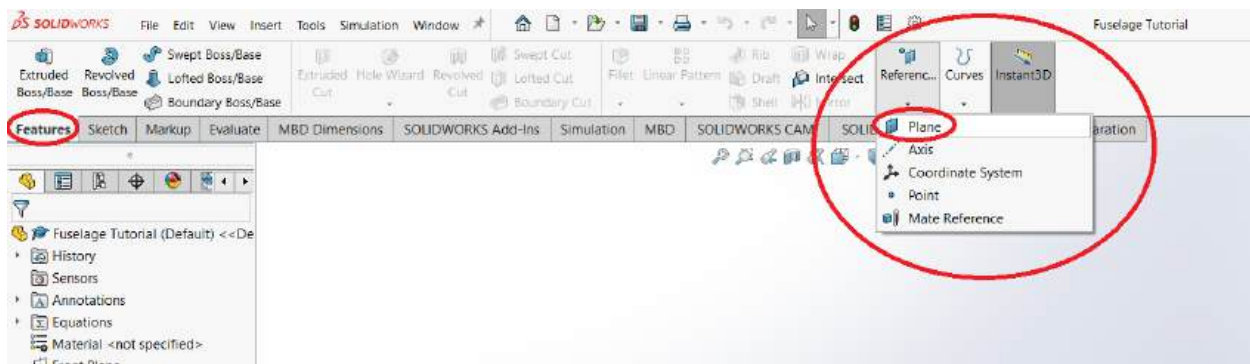 SOLIDWORKS File Edit View Insert Tools Simulation Window Fuselage Tutorial
Extruded Boss/Base
Revolved Boss/Base
Swept Boss/Base
Lofted Boss/Base
Boundary Boss/Base
Extruded Cut
Hole Wizard
Revolved Cut
Swept Cut
Lofted Cut
Boundary Cut
Fillet
Linear Pattern
Rib
Draft
Shell
Wrap
Intersect
Mirror
Referenc...
Curves
Instant3D
Features Sketch Markup Evaluate MBD Dimensions SOLIDWORKS Add-Ins Simulation MBD SOLIDWORKS CAM
Plane
Axis
Coordinate System
Point
Mate Reference
Fuselage Tutorial (Default) <<De
History
Sensors
Annotations
Equations
Material <not specified>
Front Plane